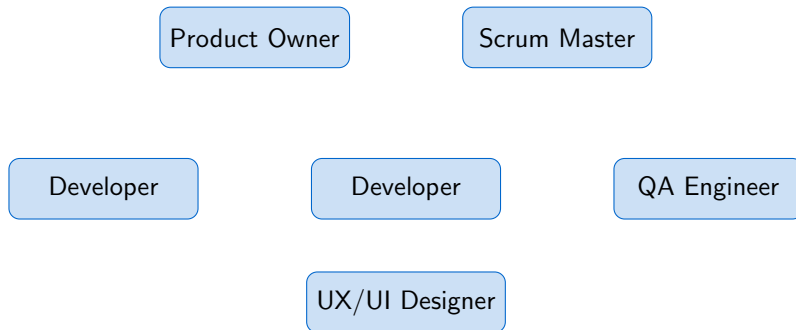 Product Owner
Scrum Master
Developer
Developer
QA Engineer
UX/UI Designer